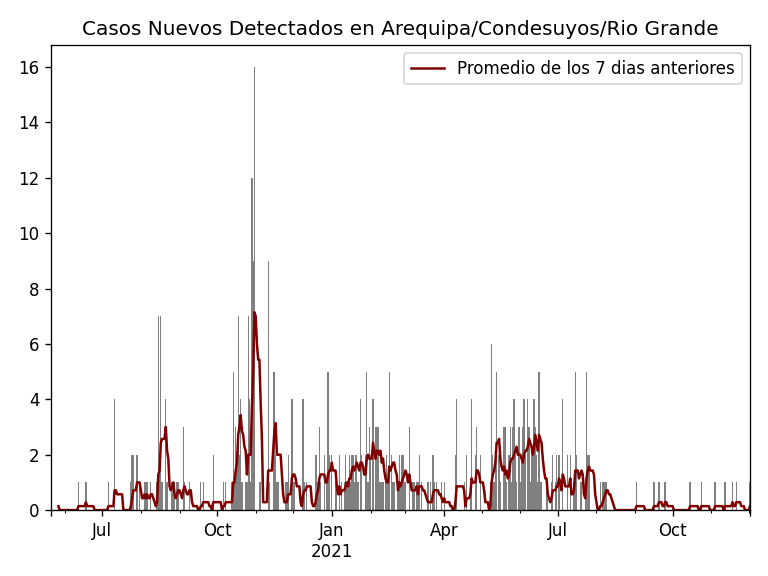 Casos Nuevos Detectados en Arequipa/Condesuyos/Rio Grande
Promedio de los 7 dias anteriores
16
14
12
10
8
6
4
2
0
Jul
Oct
Jan
2021
Apr
Jul
Oct